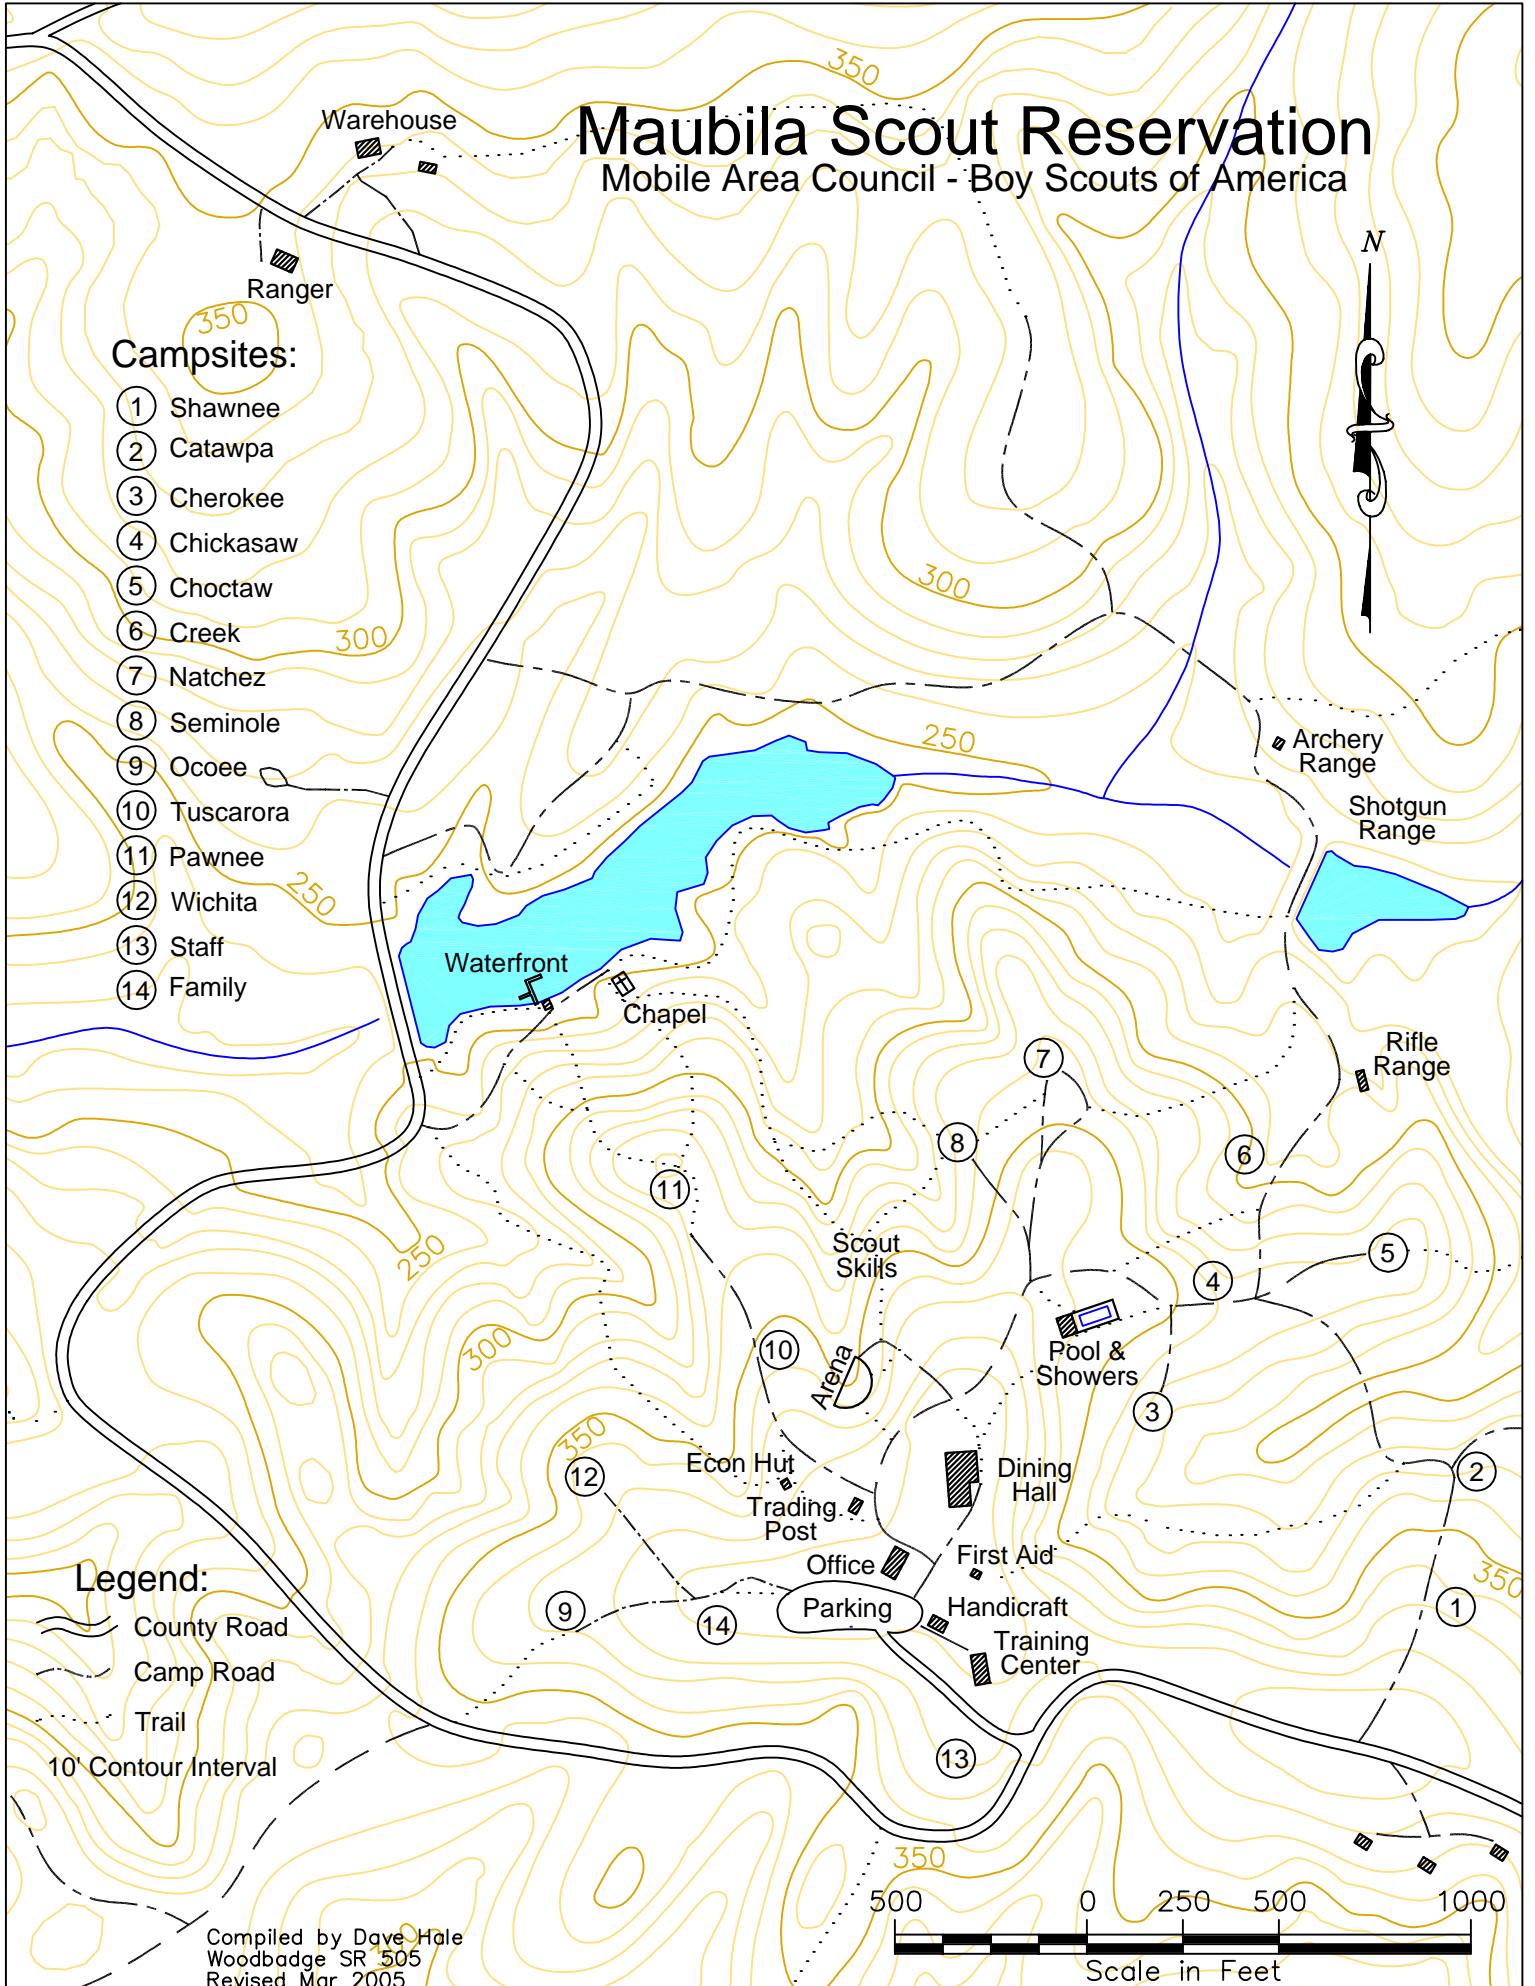 350
Warehouse
Maubila Scout Reservation
Mobile Area Council - Boy Scouts of America
N
Ranger
350
Campsites:
1 Shawnee
2 Catawpa
3 Cherokee
4 Chickasaw
5 Choctaw
6 Creek
7 Natchez
8 Seminole
9 Ocoee
10 Tuscarora
11 Pawnee
12 Wichita
13 Staff
14 Family
300
300
250
Archery
Range
Shotgun
Range
250
Waterfront
Chapel
Rifle
Range
7
8
6
11
Scout
Skills
5
4
250
300
10
Arena
Pool &
Showers
3
350
12
Econ Hut
Trading
Post
Dining
Hall
2
Office
First Aid
350
9
14
Parking
Handicraft
Training
Center
1
13
Legend:
County Road
Camp Road
Trail
10' Contour Interval
350
350
500 0 250 500 1000
Scale in Feet
Compiled by Dave Hale
Woodbadge SR 505
Revised Mar 2005